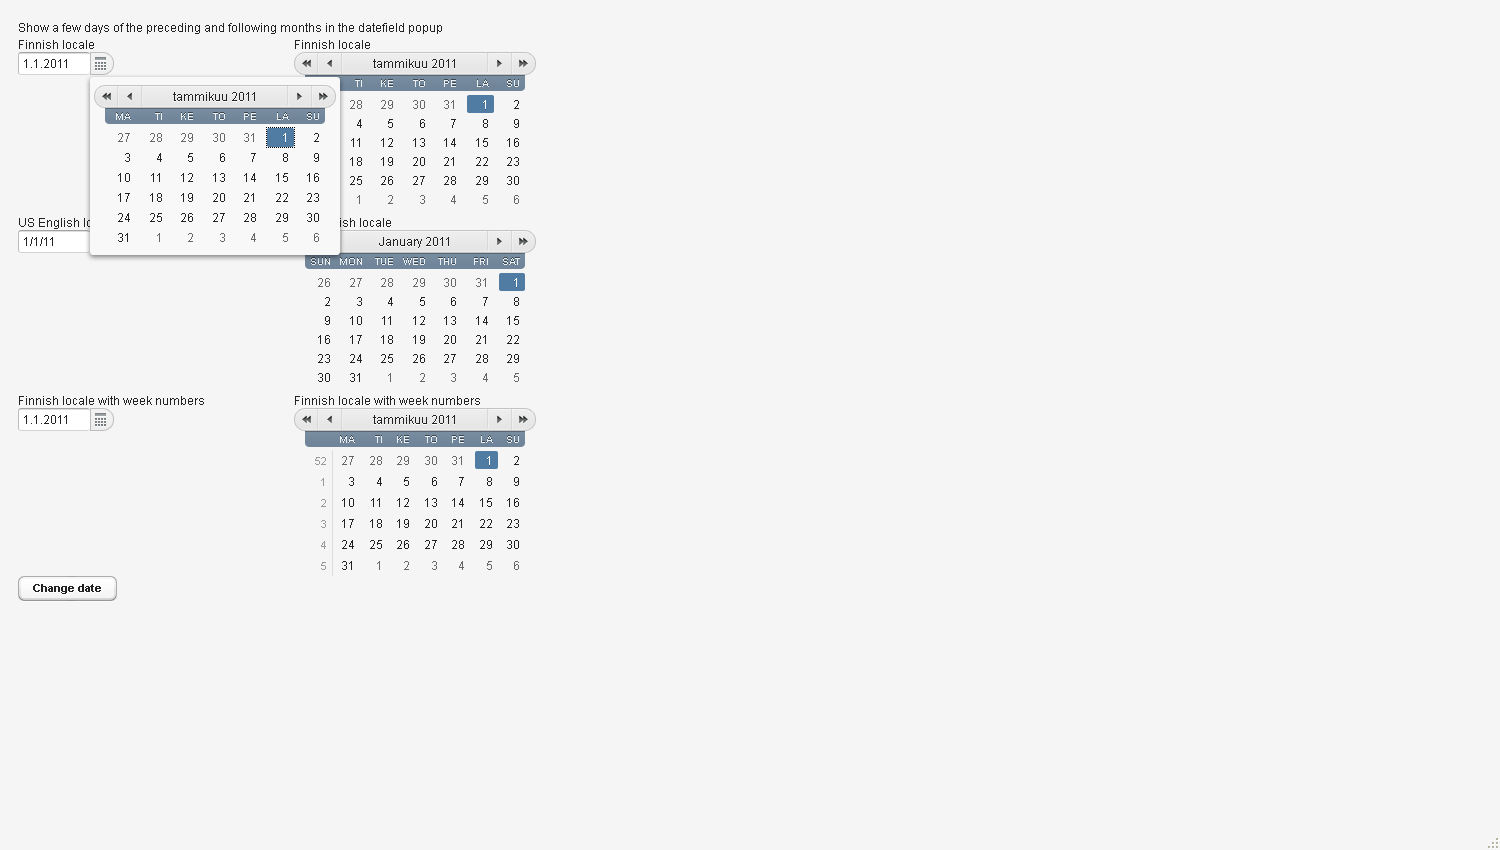 Show a few days of the preceding and following months in the datefield popup
Finnish locale
1.1.2011
tammikuu 2011
MA TI KE TO PE LA SU
27 28 29 30 31 1 2
3 4 5 6 7 8 9
10 11 12 13 14 15 16
17 18 19 20 21 22 23
24 25 26 27 28 29 30
31 1 2 3 4 5 6
Finnish locale
tammikuu 2011
TI KE TO PE LA SU
28 29 30 31 1 2
4 5 6 7 8 9
11 12 13 14 15 16
18 19 20 21 22 23
25 26 27 28 29 30
1 2 3 4 5 6
US English lo
1/1/11
ish locale
January 2011
SUN MON TUE WED THU FRI SAT
26 27 28 29 30 31 1
2 3 4 5 6 7 8
9 10 11 12 13 14 15
16 17 18 19 20 21 22
23 24 25 26 27 28 29
30 31 1 2 3 4 5
Finnish locale with week numbers
1.1.2011
Finnish locale with week numbers
tammikuu 2011
MA TI KE TO PE LA SU
52 27 28 29 30 31 1 2
1 3 4 5 6 7 8 9
2 10 11 12 13 14 15 16
3 17 18 19 20 21 22 23
4 24 25 26 27 28 29 30
5 31 1 2 3 4 5 6
Change date